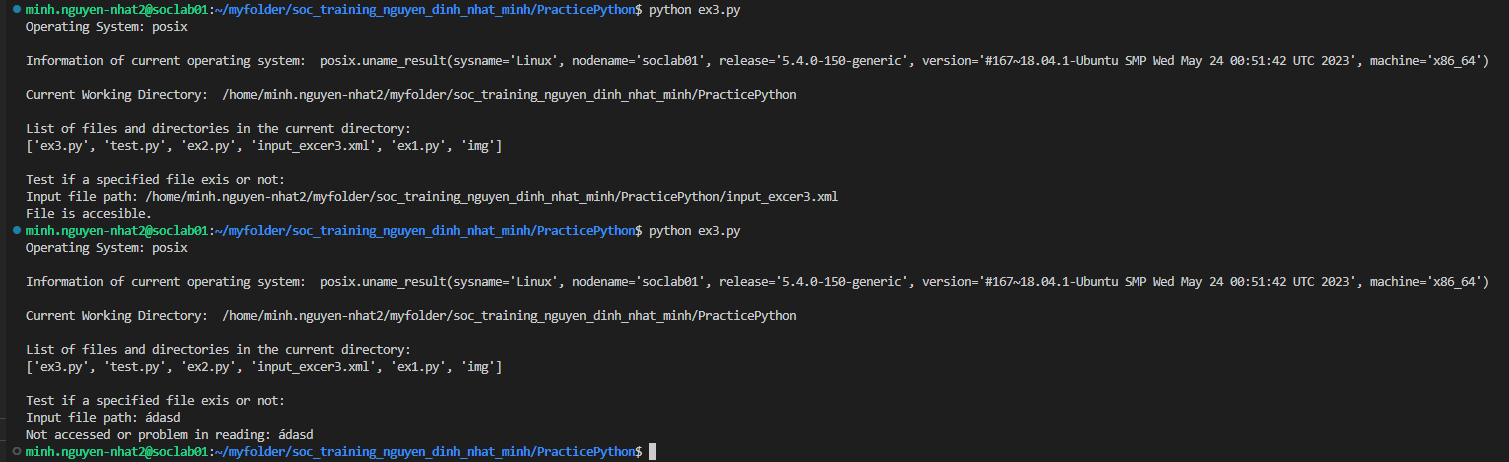 minh.nguyen-nhat2@soclab01:~/myfolder/soc_training_nguyen_dinh_nhat_minh/PracticePython$ python ex3.py
Operating System: posix
Information of current operating system:  posix.uname_result(sysname='Linux', nodename='soclab01', release='5.4.0-150-generic', version='#167~18.04.1-Ubuntu SMP Wed May 24 00:51:42 UTC 2023', machine='x86_64')
Current Working Directory:  /home/minh.nguyen-nhat2/myfolder/soc_training_nguyen_dinh_nhat_minh/PracticePython
List of files and directories in the current directory:
['ex3.py', 'test.py', 'ex2.py', 'input_excer3.xml', 'ex1.py', 'img']
Test if a specified file exis or not:
Input file path: /home/minh.nguyen-nhat2/myfolder/soc_training_nguyen_dinh_nhat_minh/PracticePython/input_excer3.xml
File is accesible.
minh.nguyen-nhat2@soclab01:~/myfolder/soc_training_nguyen_dinh_nhat_minh/PracticePython$ python ex3.py
Operating System: posix
Information of current operating system:  posix.uname_result(sysname='Linux', nodename='soclab01', release='5.4.0-150-generic', version='#167~18.04.1-Ubuntu SMP Wed May 24 00:51:42 UTC 2023', machine='x86_64')
Current Working Directory:  /home/minh.nguyen-nhat2/myfolder/soc_training_nguyen_dinh_nhat_minh/PracticePython
List of files and directories in the current directory:
['ex3.py', 'test.py', 'ex2.py', 'input_excer3.xml', 'ex1.py', 'img']
Test if a specified file exis or not:
Input file path: ádasd
Not accessed or problem in reading: ádasd
minh.nguyen-nhat2@soclab01:~/myfolder/soc_training_nguyen_dinh_nhat_minh/PracticePython$